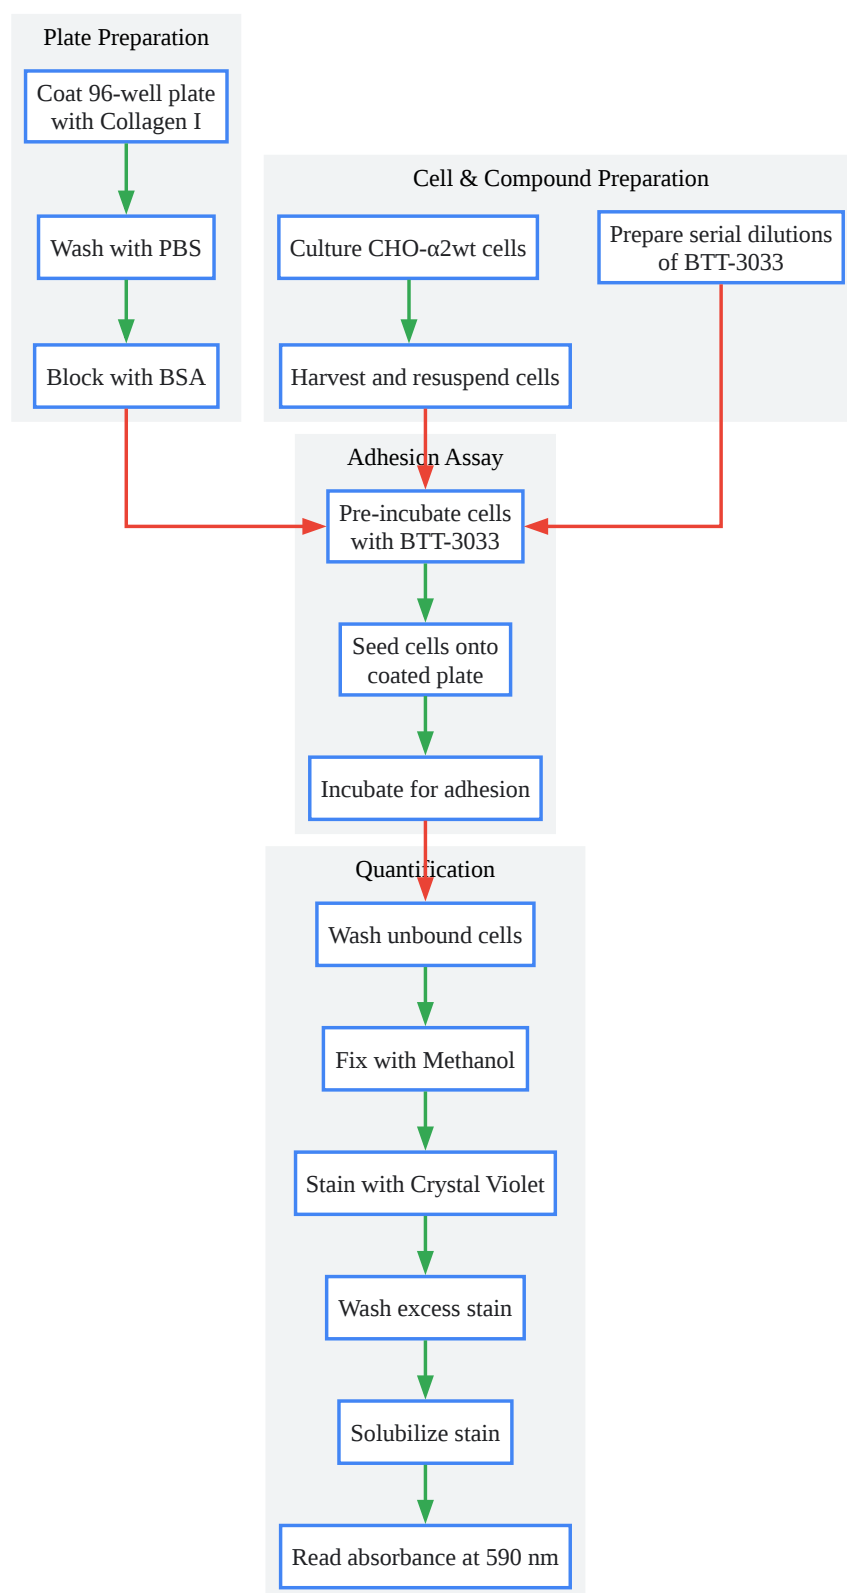 Plate Preparation
Coat 96-well plate
with Collagen I
Wash with PBS
Block with BSA
Cell & Compound Preparation
Culture CHO-α2wt cells
Harvest and resuspend cells
Prepare serial dilutions
of BTT-3033
Adhesion Assay
Pre-incubate cells
with BTT-3033
Seed cells onto
coated plate
Incubate for adhesion
Quantification
Wash unbound cells
Fix with Methanol
Stain with Crystal Violet
Wash excess stain
Solubilize stain
Read absorbance at 590 nm